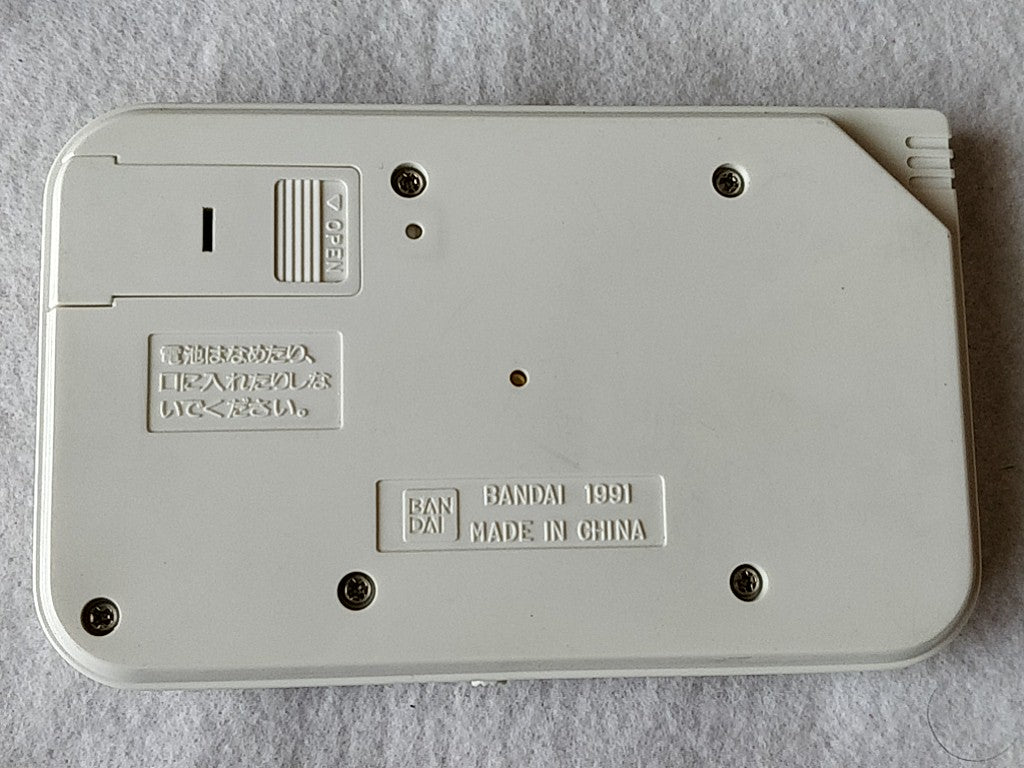 ▽ OPEN
電池はなめたり、
口に入れたりしな
いでください。
BAN
DAI
BANDAI 1991
MADE IN CHINA